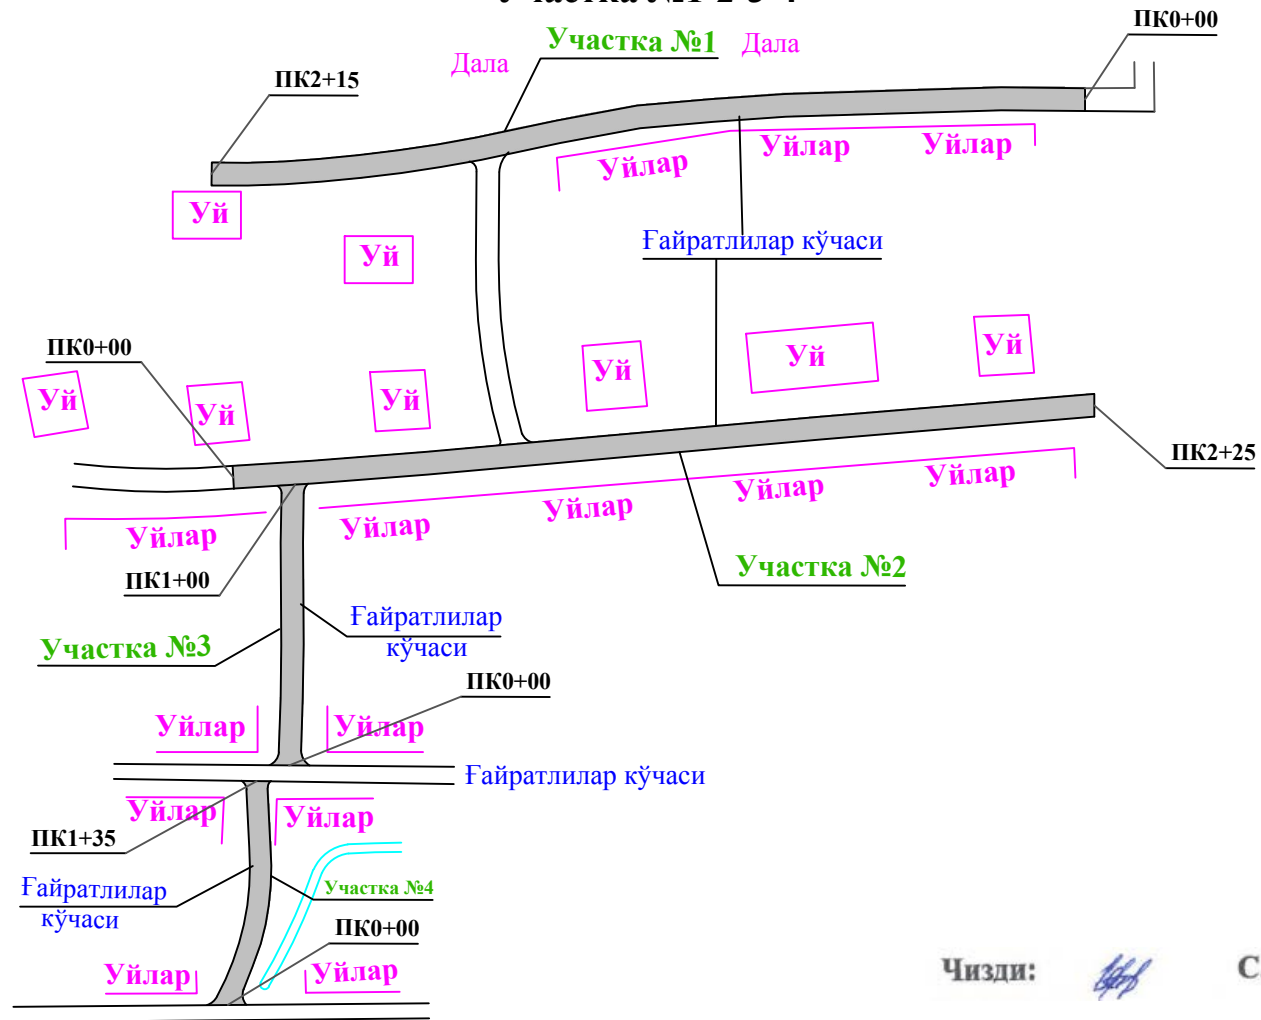 ПК0+00
Участка №1
Дала
Дала
ПК2+15
Уйлар
Уйлар
Уйлар
Уй
Уй
Ғайратлилар кўчаси
ПК0+00
Уй
Уй
Уй
Уй
Уй
Уй
ПК2+25
Уйлар
Уйлар
Уйлар
Уйлар
Уйлар
ПК1+00
Участка №2
Ғайратлилар
кўчаси
Участка №3
ПК0+00
Уйлар
Уйлар
Ғайратлилар кўчаси
Уйлар
Уйлар
ПК1+35
Ғайратлилар
кўчаси
Участка №4
ПК0+00
Уйлар
Уйлар
Чизди: